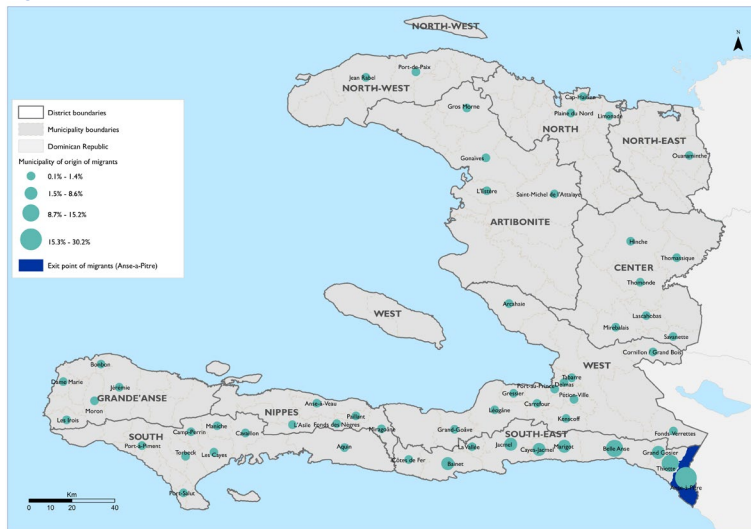 NORTH-WEST
N
Port-de-Paix
Jean Rabel
NORTH-WEST
Gros Morne
Cap-Haïtien
Plaine du Nord
Limonade
NORTH
NORTH-EAST
Ouanaminthe
District boundaries
Municipality boundaries
Dominican Republic
Municipality of origin of migrants
0.1% - 1.4%
1.5% - 8.6%
8.7% - 15.2%
15.3% - 30.2%
Exit point of migrants (Anse-a-Pitre)
Gonaïves
L'Estère
Saint-Michel de l'Attalaye
ARTIBONITE
Hinche
Thomassique
CENTER
Thomonde
Arcahaie
Lascahobas
Mirebalais
Savanette
WEST
Cornillon / Grand Bois
WEST
Bonbon
Dame Marie
Jérémie
GRANDE'ANSE
Moron
Les Irois
Tabarre
Port-au-Prince
Delmas
Gressier
Pétion-Ville
Carrefour
Léogâne
Kenscoff
Anse-à-Veau
NIPPES
Paillant
L'Asile
Fonds des Nègres
Miragoâne
Grand-Goâve
Fonds-Verrettes
SOUTH
Camp-Perrin
Maniche
Cavaillon
Port-à-Piment
Torbeck
Les Cayes
Aquin
Port-Salut
Côtes de Fer
La Vallée
Bainet
SOUTH-EAST
Jacmel
Cayes-Jacmel
Marigot
Belle Anse
Grand Gosier
Thiotte
Anse-à-Pitre
Km
0 10 20 40